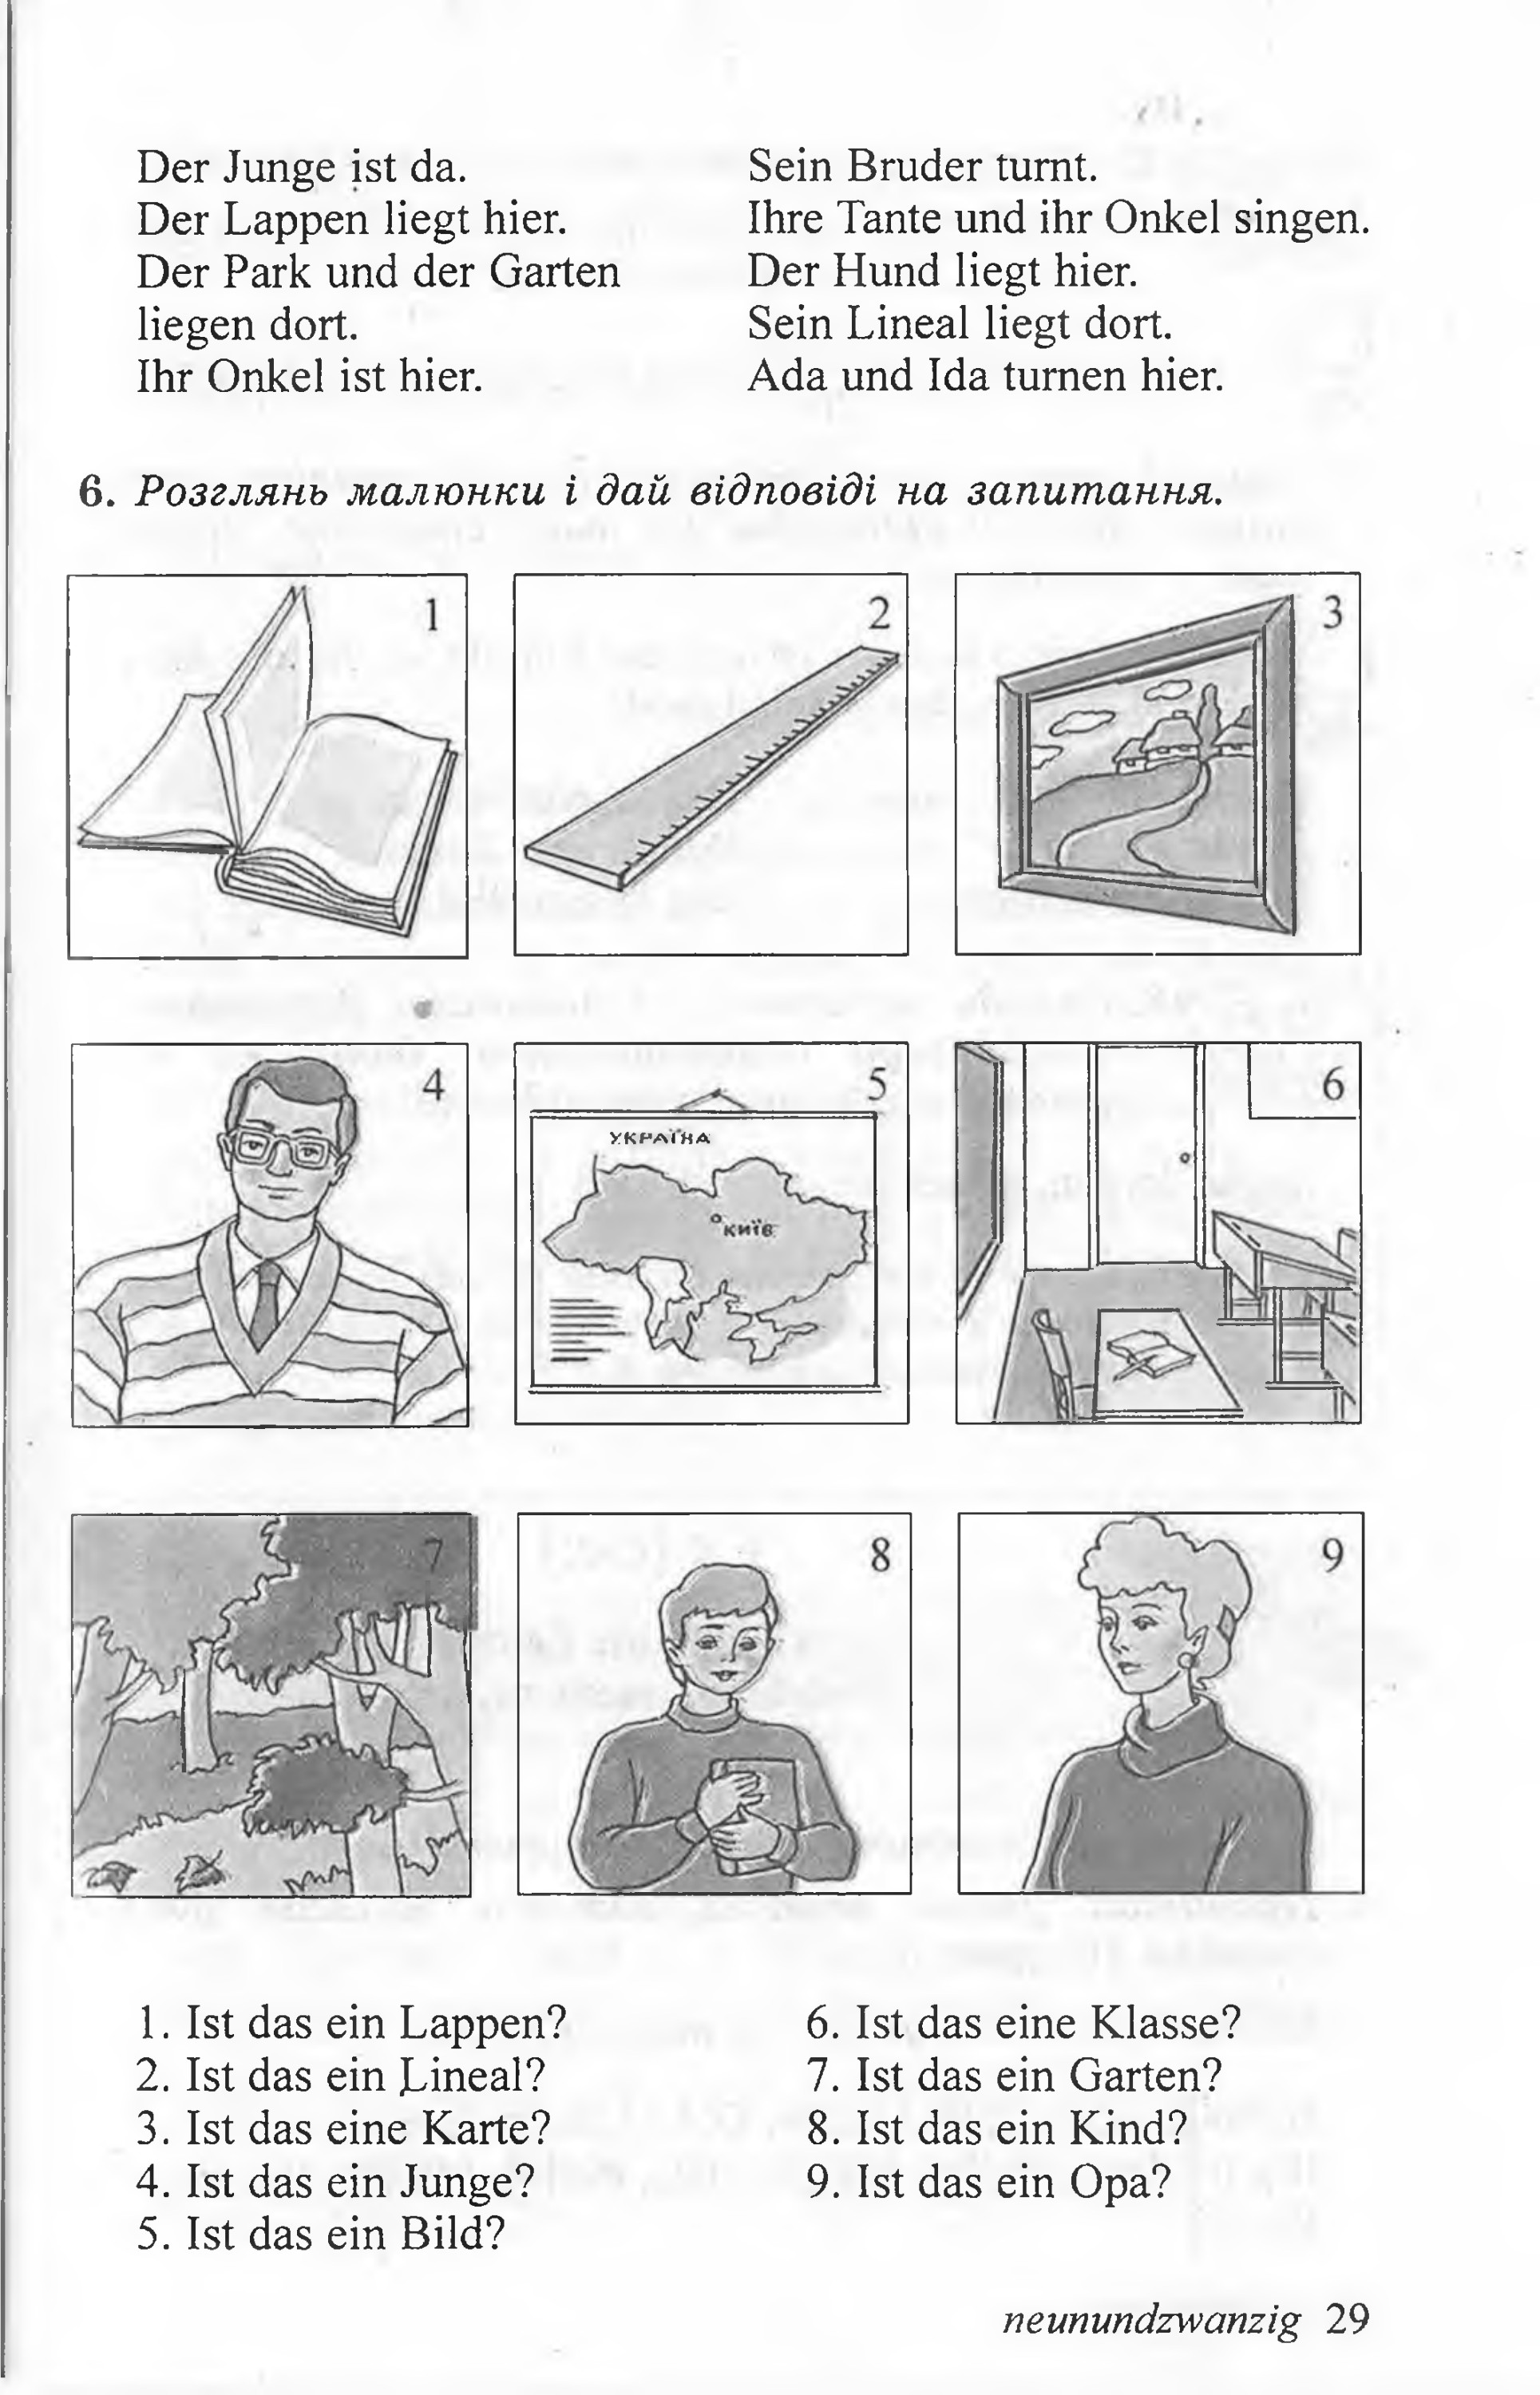 Der Junge ist da.
Der Lappen liegt hier.
Der Park und der Garten
liegen dort.
Ihr Onkel ist hier.
Sein Bruder turnt.
Ihre Tante und ihr Onkel singen.
Der Hund liegt hier.
Sein Lineal liegt dort.
Ada und Ida turnen hier.
6. Розглянь малюнки і дай відповіді на запитання.
1
2
3
4
5
УКРАЇНА
КИЇВ
6
7
8
9
1. Ist das ein Lappen?
2. Ist das ein Lineal?
3. Ist das eine Karte?
4. Ist das ein Junge?
5. Ist das ein Bild?
6. Ist das eine Klasse?
7. Ist das ein Garten?
8. Ist das ein Kind?
9. Ist das ein Opa?
neunundzwanzig 29